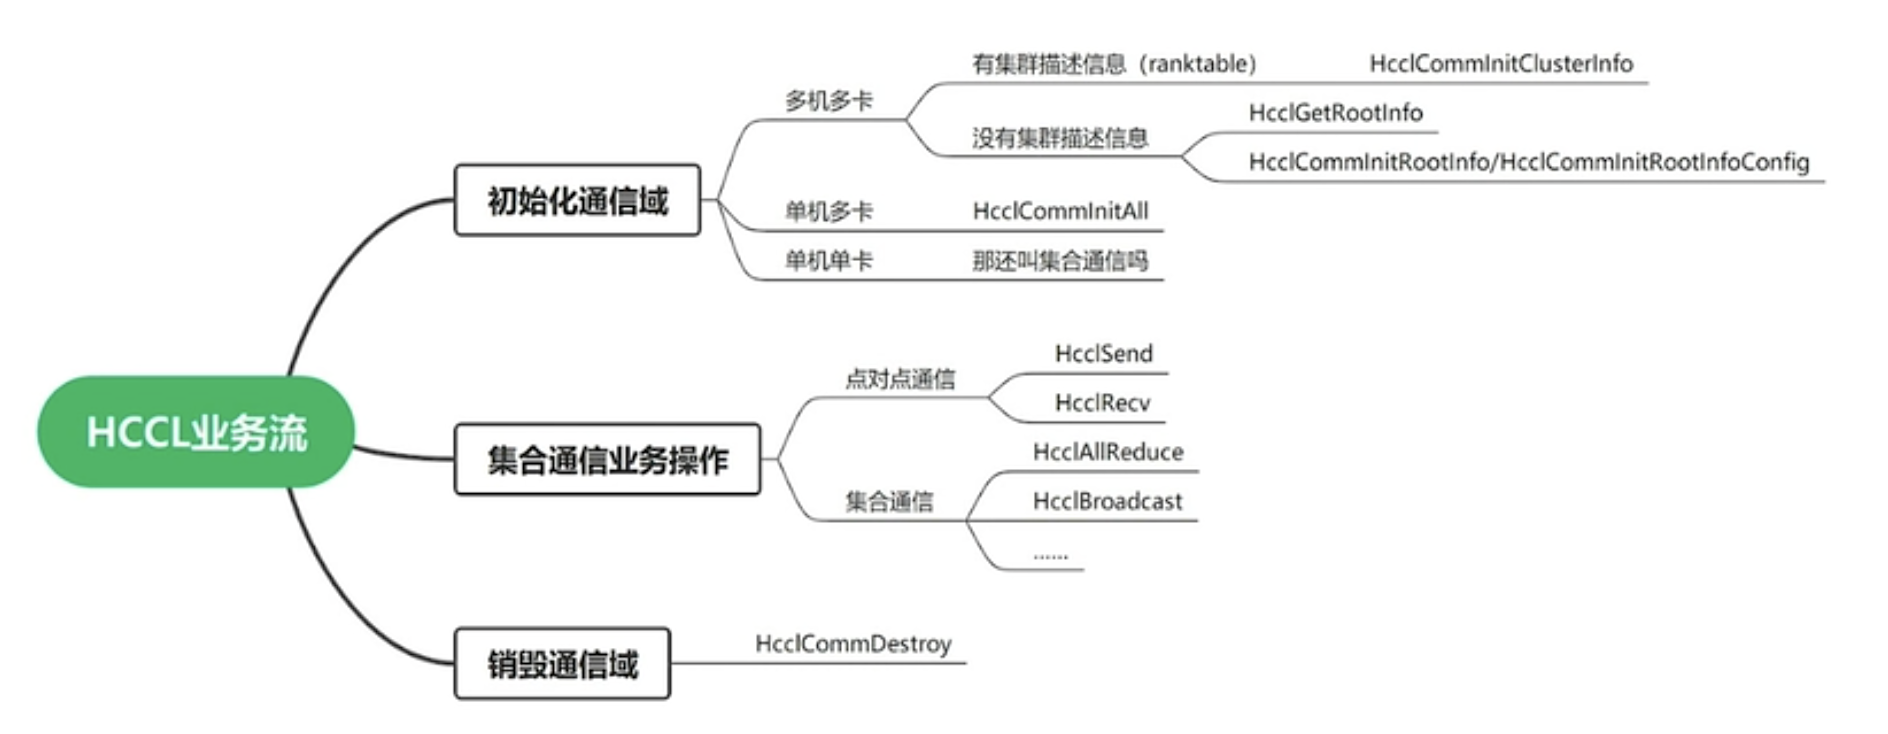 HCCL业务流
初始化通信域
多机多卡
有集群描述信息（ranktable）
HcclCommInitClusterInfo
没有集群描述信息
HcclGetRootInfo
HcclCommInitRootInfo/HcclCommInitRootInfoConfig
单机多卡
HcclCommInitAll
单机单卡
那还叫集合通信吗
集合通信业务操作
点对点通信
HcclSend
HcclRecv
集合通信
HcclAllReduce
HcclBroadcast
......
销毁通信域
HcclCommDestroy